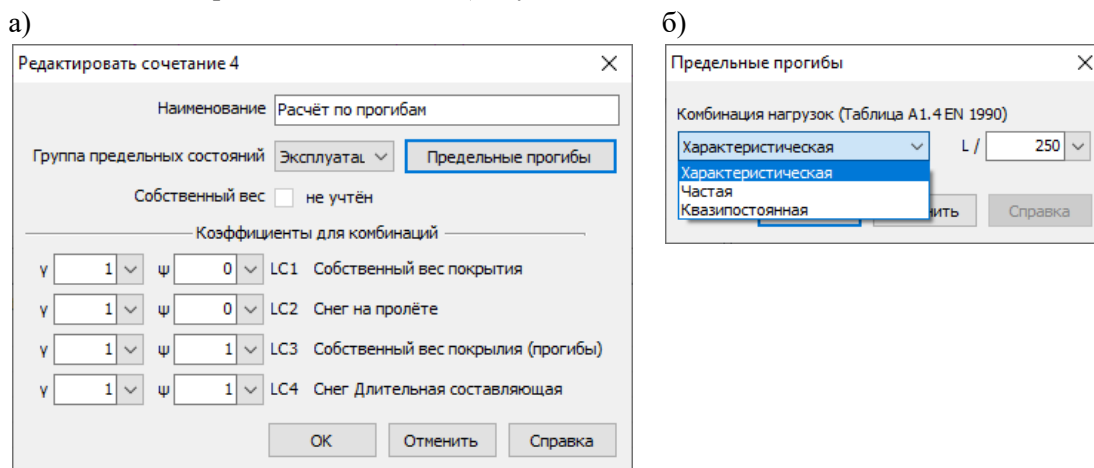 а)
Редактировать сочетание 4
Наименование Расчёт по прогибам
Группа предельных состояний Эксплуатац Предельные прогибы
Собственный вес не учтён
Коэффициенты для комбинаций
γ 1 ψ 0 LC1 Собственный вес покрытия
γ 1 ψ 0 LC2 Снег на пролёте
γ 1 ψ 1 LC3 Собственный вес покрылия (прогибы)
γ 1 ψ 1 LC4 Снег Длительная составляющая
OK Отменить Справка
б)
Предельные прогибы
Комбинация нагрузок (Таблица A1.4 EN 1990)
Характеристическая L / 250
Характеристическая
Частая
Квазипостоянная
нить Справка